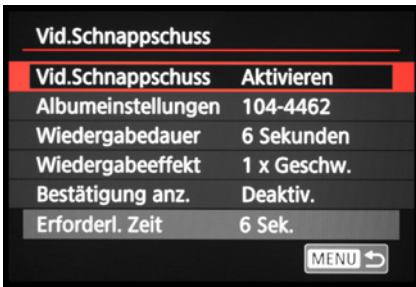 Vid.Schnappschuss
Vid.Schnappschuss Aktivieren
Albumeinstellungen 104-4462
Wiedergabedauer 6 Sekunden
Wiedergabeeffekt 1 x Geschw.
Bestätigung anz. Deaktiv.
Erforderl. Zeit 6 Sek.
MENU